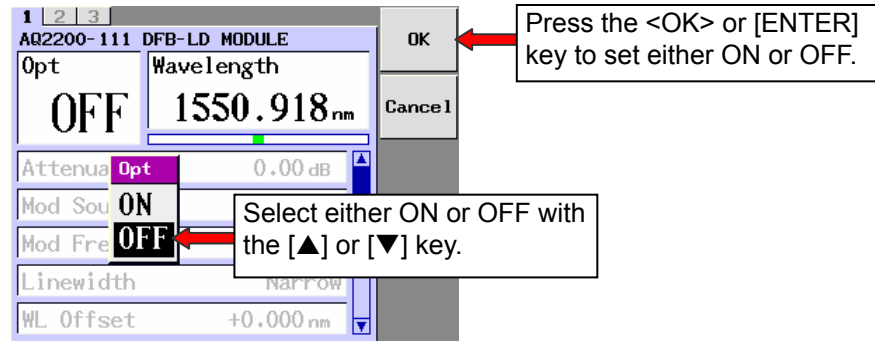 1 2 3
AQ2200-111 DFB-LD MODULE
Opt
OFF
Wavelength
1550.918 nm
OK
Cancel
Press the <OK> or [ENTER]
key to set either ON or OFF.
Attenua
0.00 dB
Opt
ON
OFF
Mod Sou
Mod Fre
Select either ON or OFF with
the [▲] or [▼] key.
Linewidth
Narrow
WL Offset
+0.000 nm